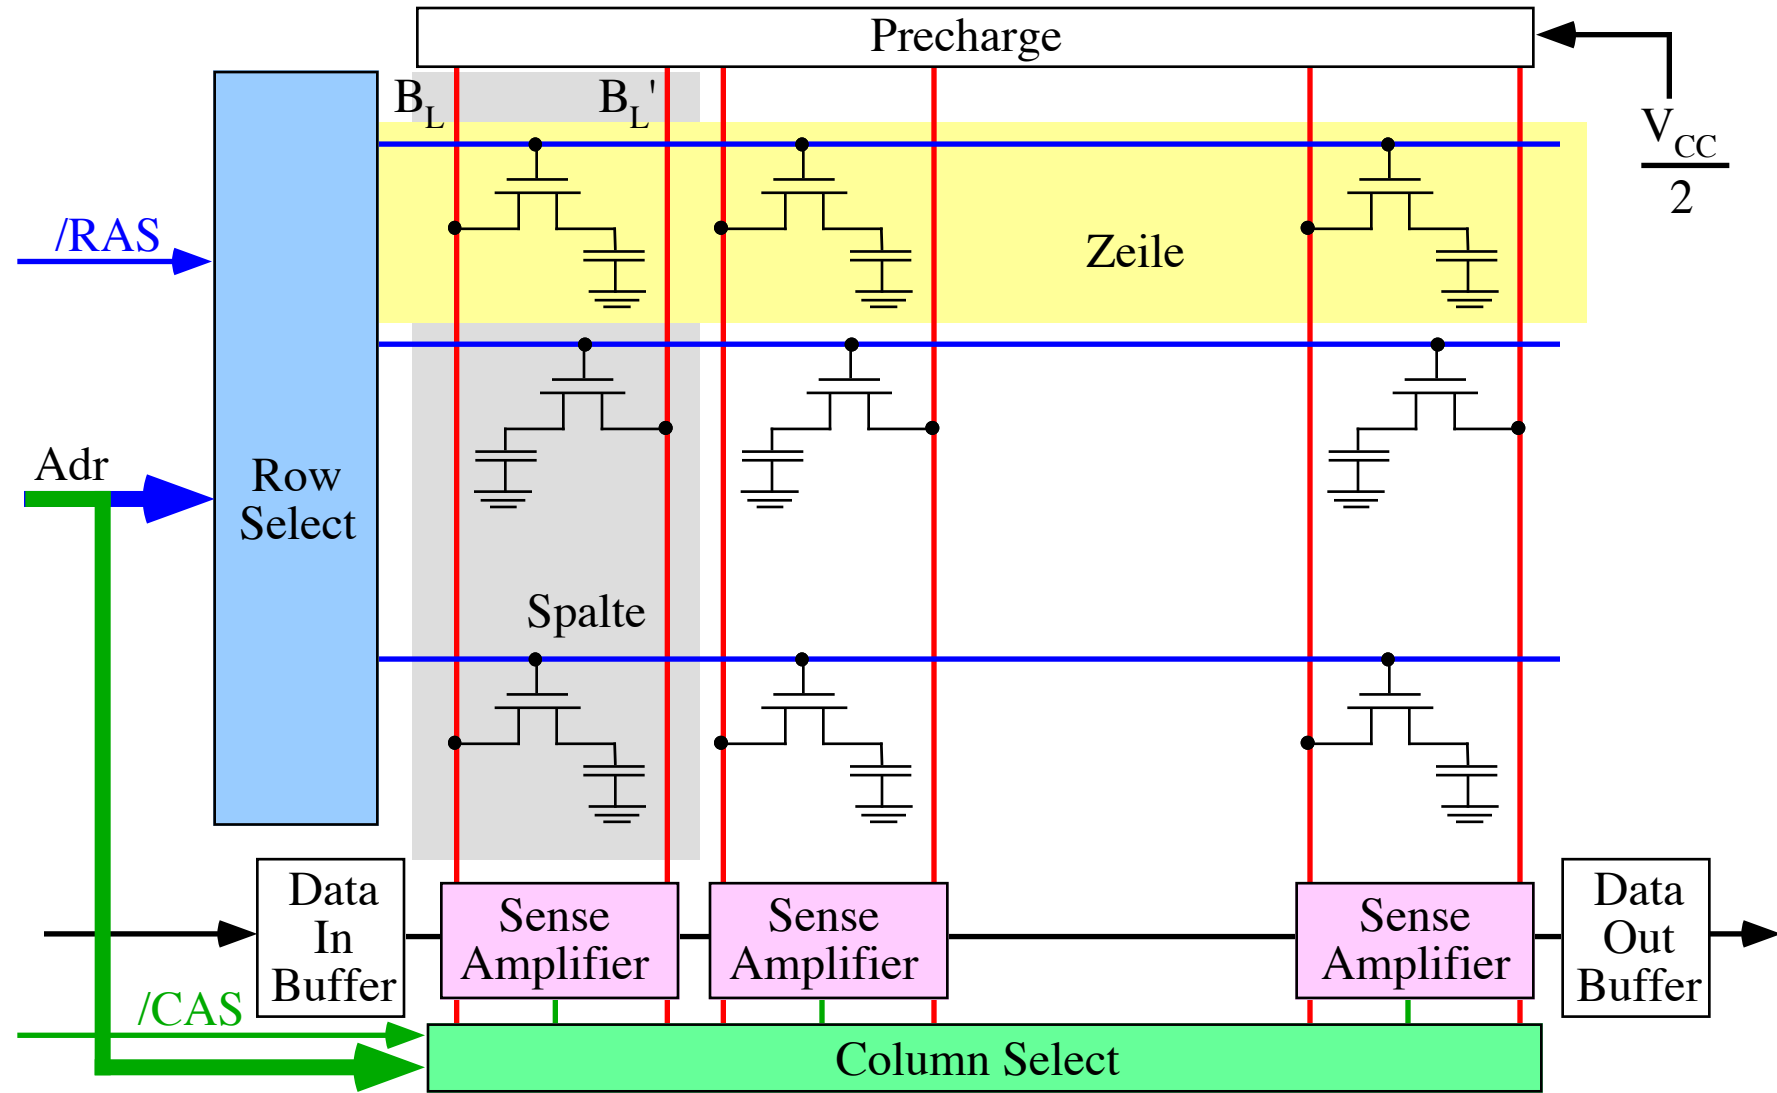 Precharge
B_L
B_L'
V_CC
2
/RAS
Zeile
Adr
Row
Select
Spalte
Data
In
Buffer
Sense
Amplifier
Sense
Amplifier
Sense
Amplifier
Data
Out
Buffer
/CAS
Column Select